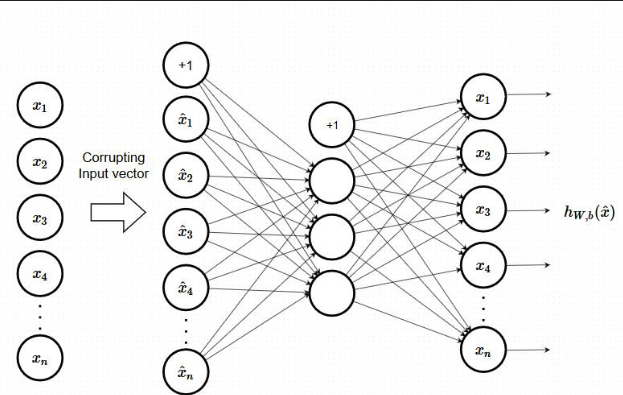 x₁
x₂
x₃
x₄
xₙ
Corrupting
Input vector
+1
x̂₁
x̂₂
x̂₃
x̂₄
x̂ₙ
+1
x₁
x₂
x₃
x₄
xₙ
h_{W,b}(x̂)